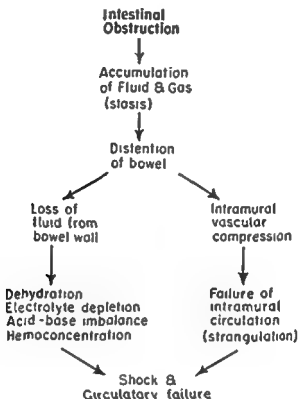 Intestinal
Obstruction
Accumulation
of Fluid & Gas
(stasis)
Distention
of bowel
Loss of
fluid from
bowel wall
Intramural
vascular
compression
Dehydration
Electrolyte depletion
Acid-base imbalance
Hemoconcentration
Failure of
intramural
circulation
(strangulation)
Shock &
Circulatory failure